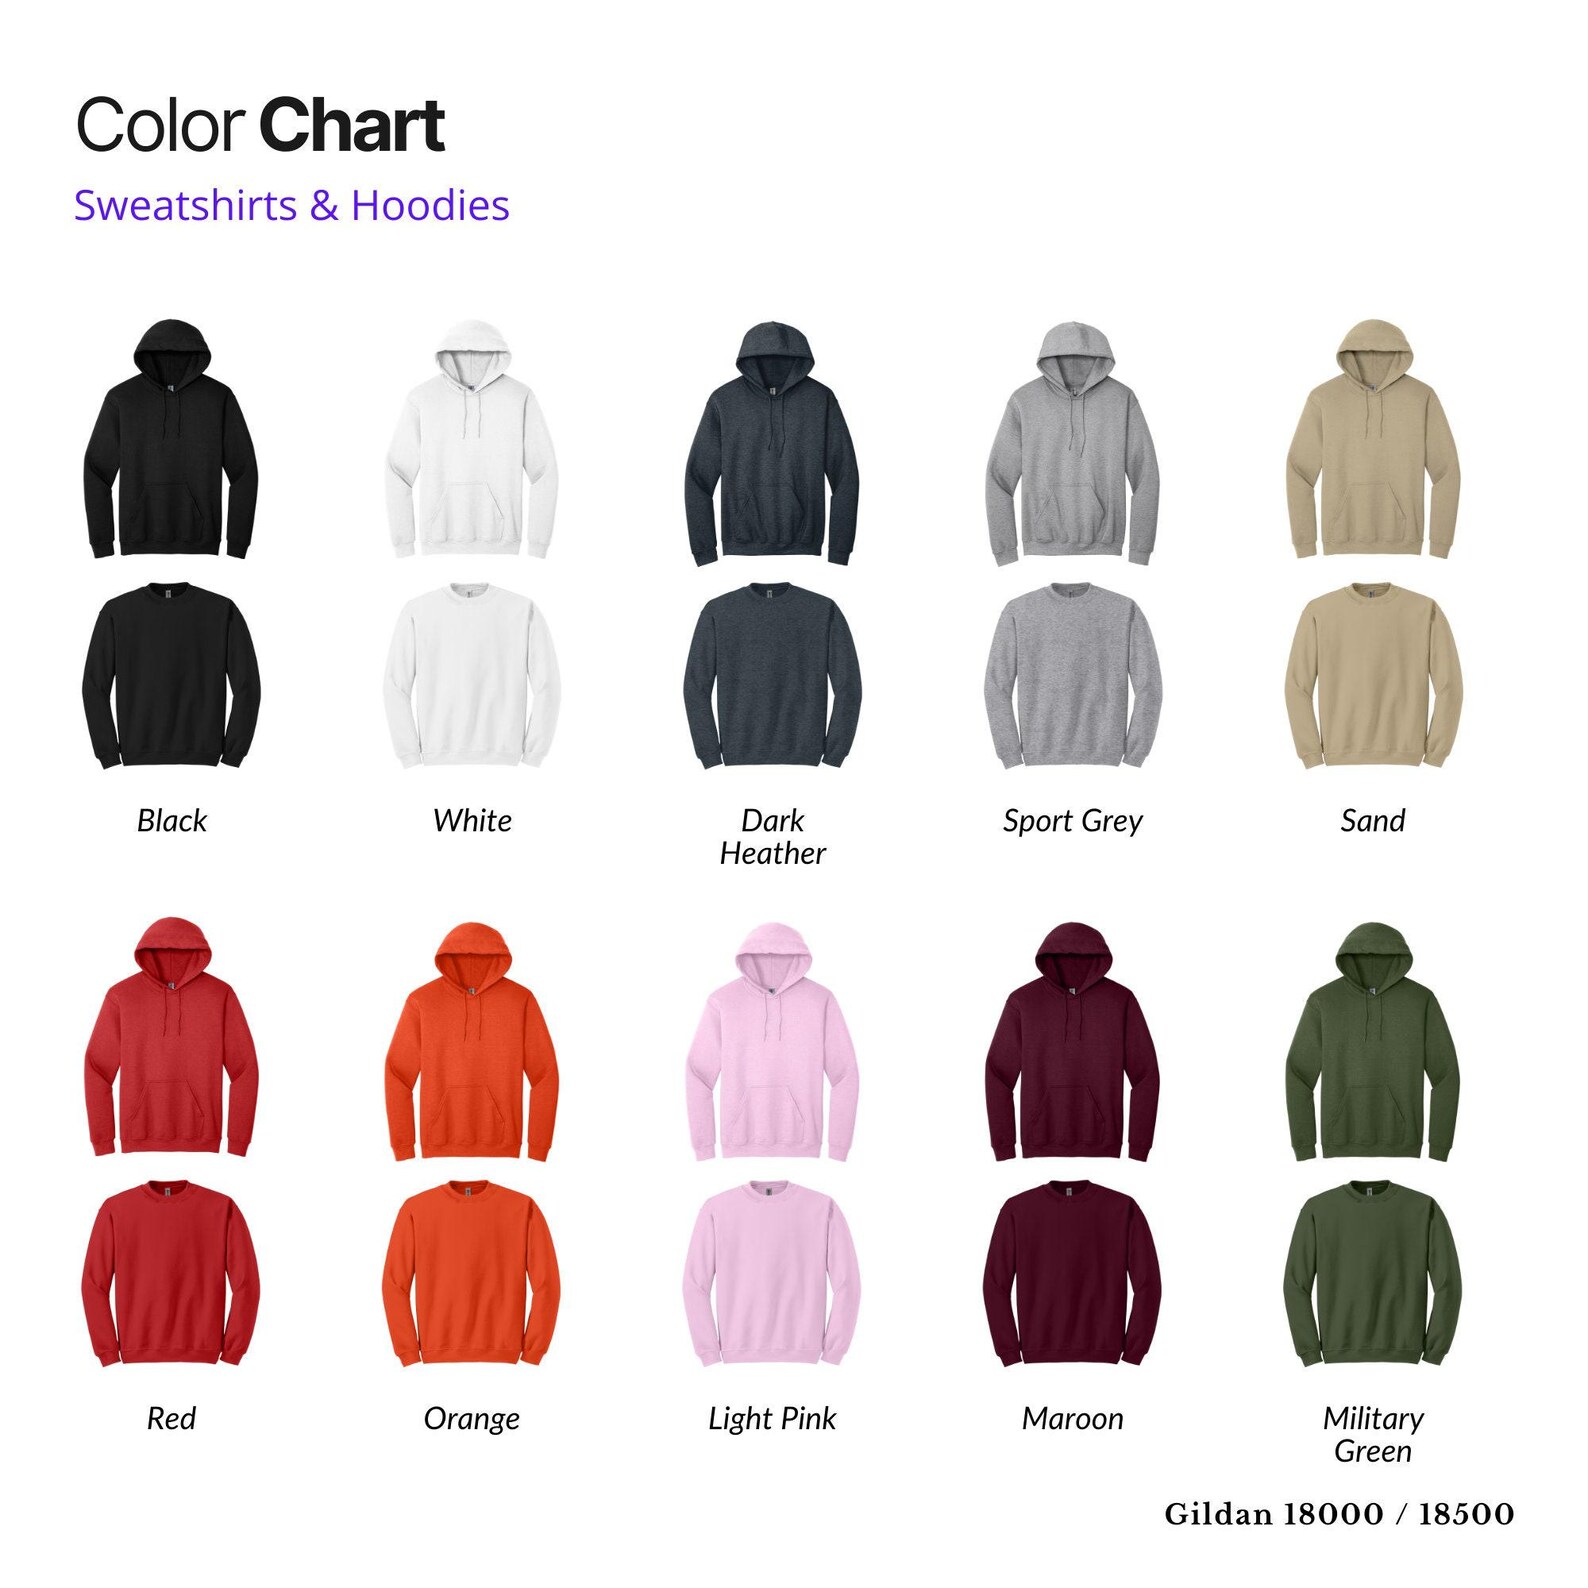 Color Chart
Sweatshirts & Hoodies
Black
White
Dark
Heather
Sport Grey
Sand
Red
Orange
Light Pink
Maroon
Military
Green
Gildan 18000 / 18500